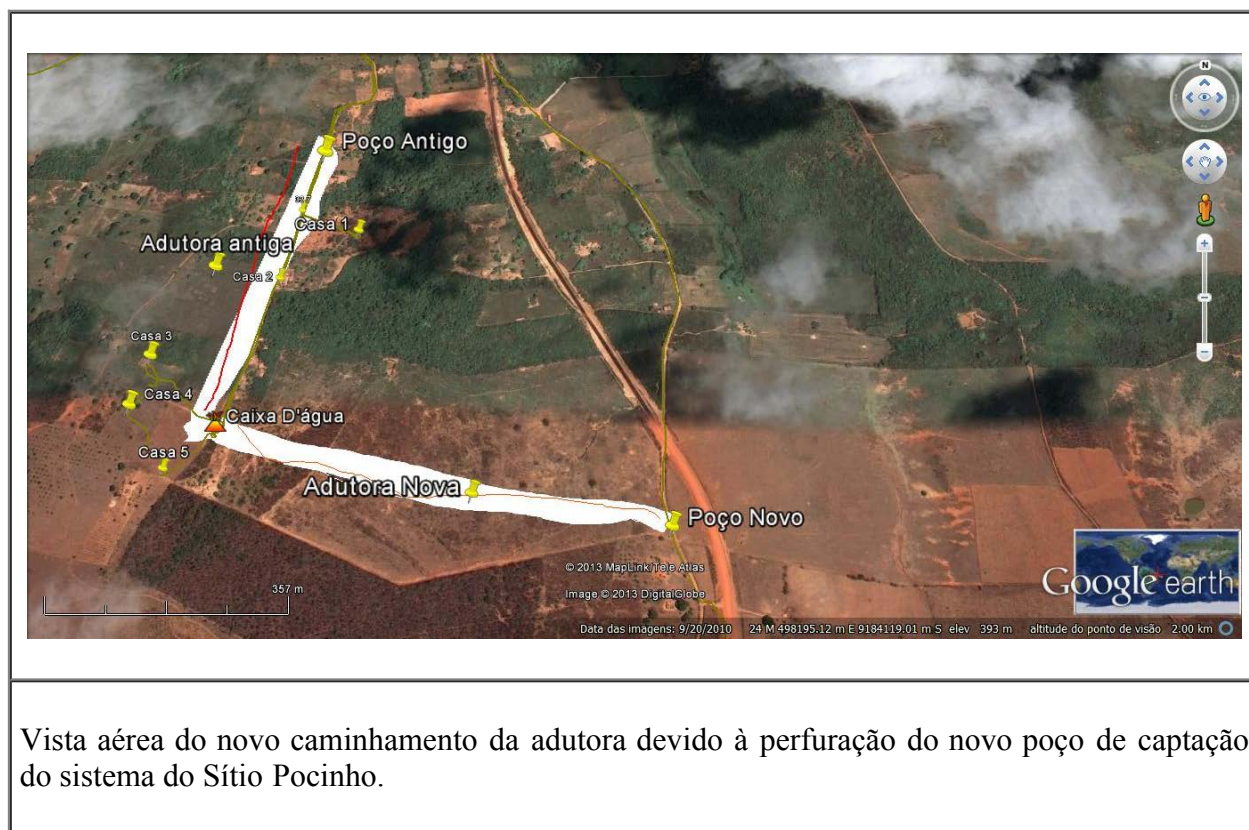 N
Poço Antigo
Casa 1
Adutora antiga
Casa 2
Casa 3
Casa 4
Caixa D'água
Casa 5
Adutora Nova
Poço Novo
© 2013 MapLink/Tele Atlas
357 m
Image © 2013 DigitalGlobe
Google earth
Data das imagens: 9/20/2010 24 M 498195.12 m E 9184119.01 m S elev 393 m altitude do ponto de visão 2.00 km
Vista aérea do novo caminhamento da adutora devido à perfuração do novo poço de captação
do sistema do Sítio Pocinho.